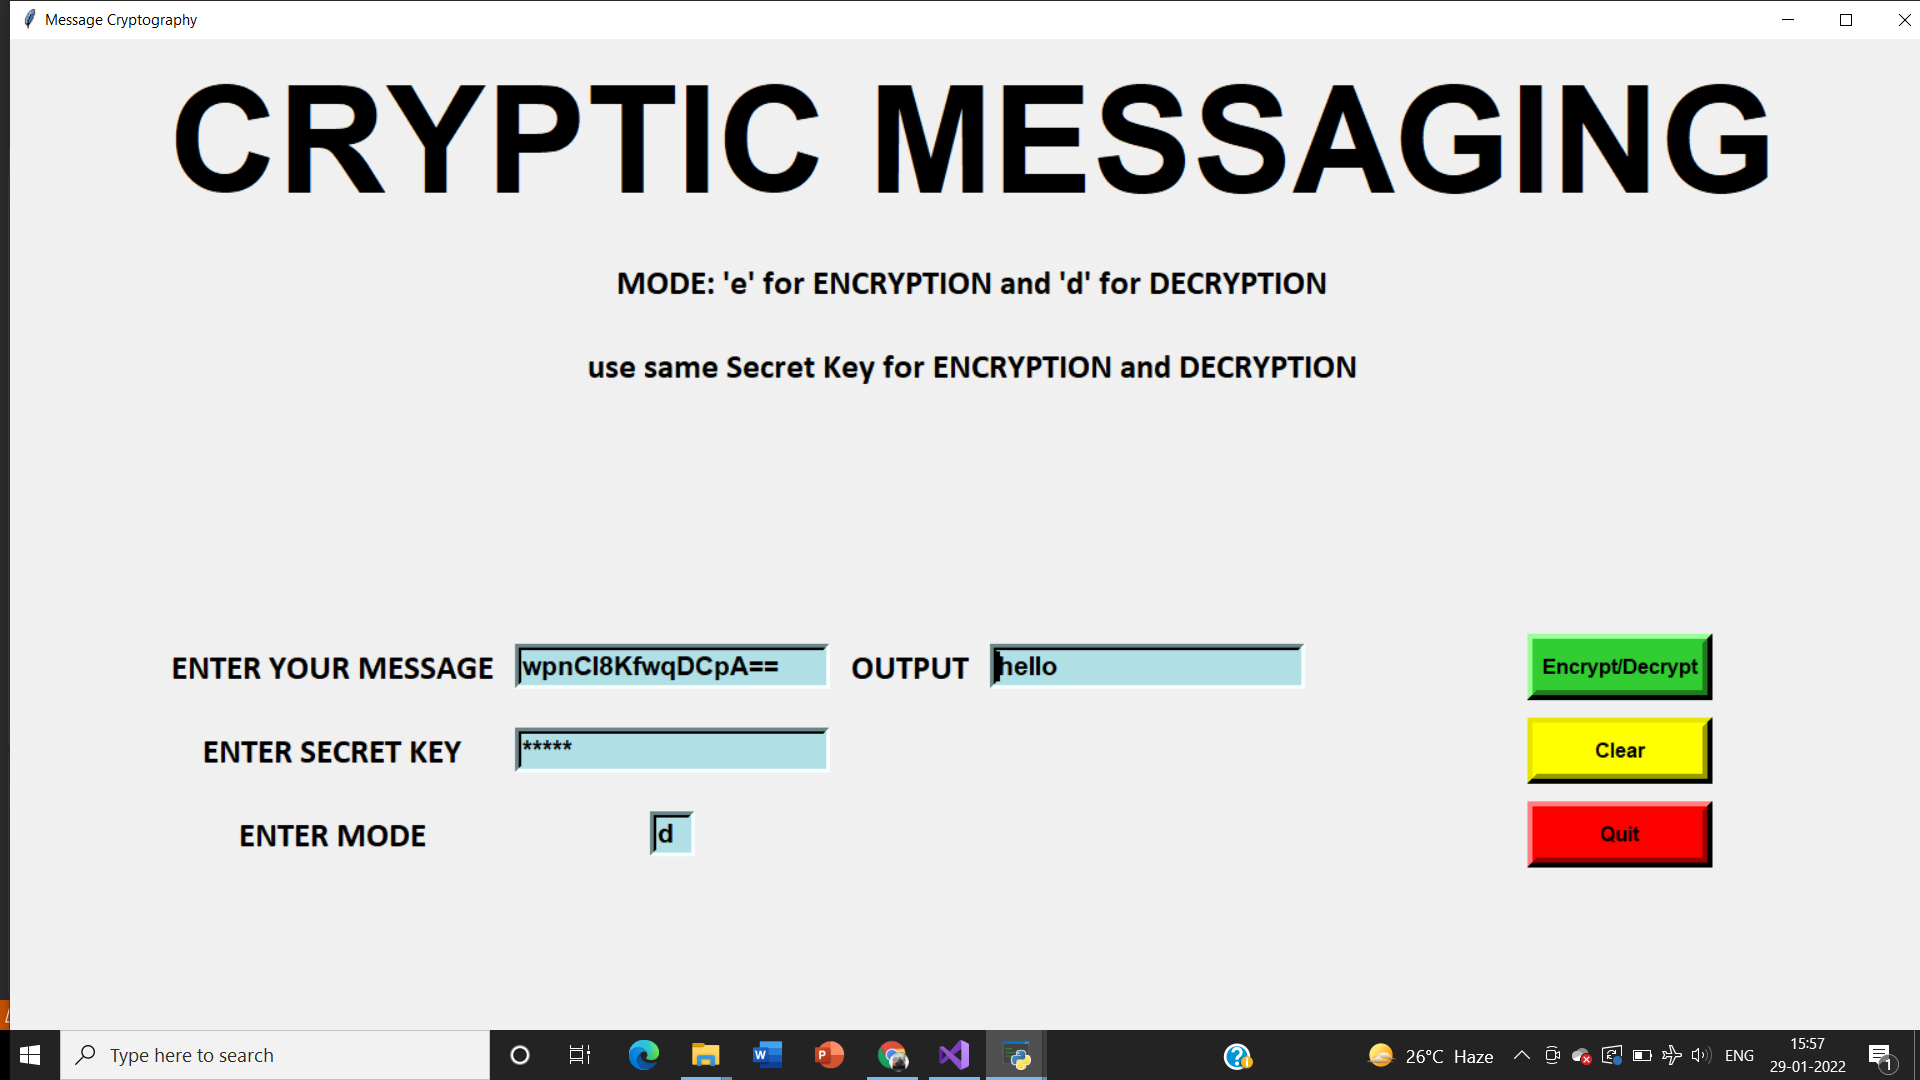 Message Cryptography
CRYPTIC MESSAGING
MODE: 'e' for ENCRYPTION and 'd' for DECRYPTION
use same Secret Key for ENCRYPTION and DECRYPTION
ENTER YOUR MESSAGE wpnCl8KfwqDCpA== OUTPUT hello Encrypt/Decrypt
ENTER SECRET KEY ***** Clear
ENTER MODE d Quit
Type here to search 26°C Haze ENG 15:57
29-01-2022 1